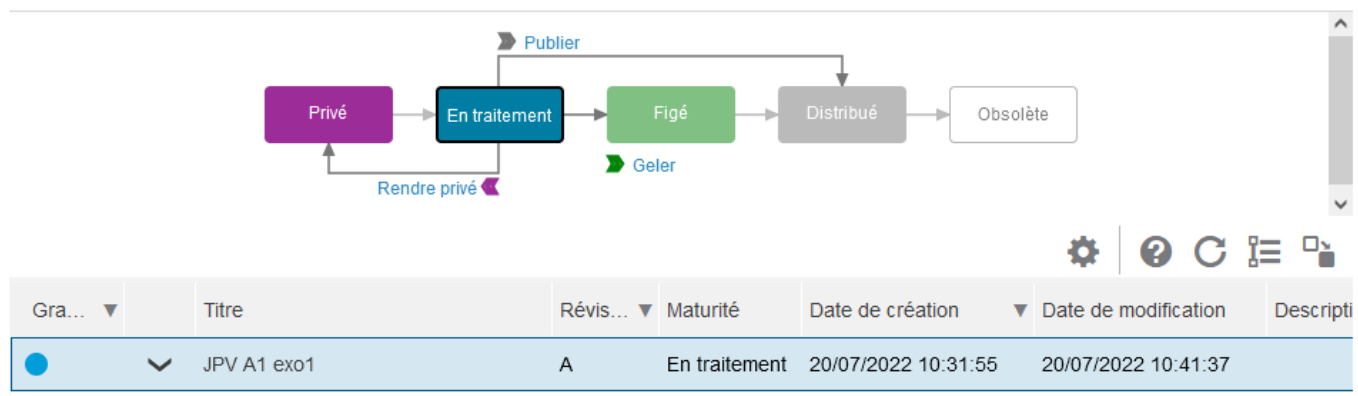 Publier
Privé En traitement Figé Distribué Obsolète
Geler
Rendre privé
Gra... Titre Révis... Maturité Date de création Date de modification Descripti
JPV A1 exo1 A En traitement 20/07/2022 10:31:55 20/07/2022 10:41:37